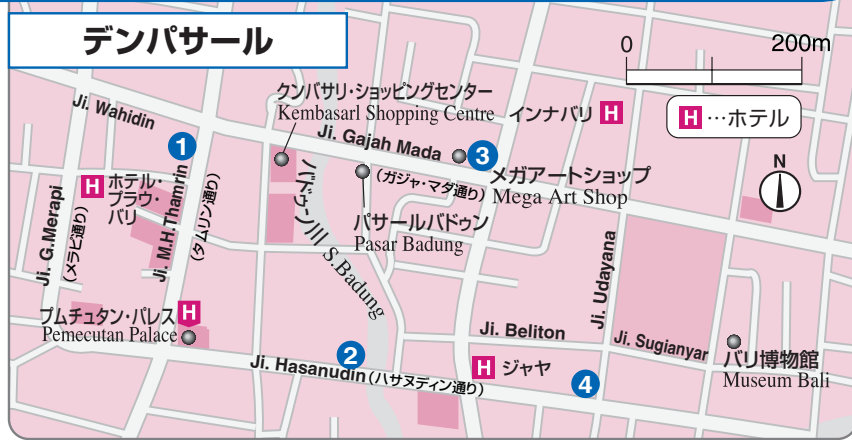 デンパサール
0 200m
H…ホテル
N
クンバサリ・ショッピングセンター
Kembasarl Shopping Centre
インナバリ H
Jl. Wahidin
1
Jl. Gajah Mada
(ガジャ・マダ通り)
3
メガアートショップ
Mega Art Shop
H ホテル・
プラウ・
バリ
Jl. G.Merapi
(メラピ通り)
Jl. M.H.Thamrin
(タムリン通り)
バドゥン川 S.Badung
パサールバドゥン
Pasar Badung
Jl. Udayana
プムチュタン・パレス H
Pemecutan Palace
Jl. Beliton
Jl. Sugianyar
バリ博物館
Museum Bali
2
Jl. Hasanudin(ハサヌディン通り)
H ジャヤ
4